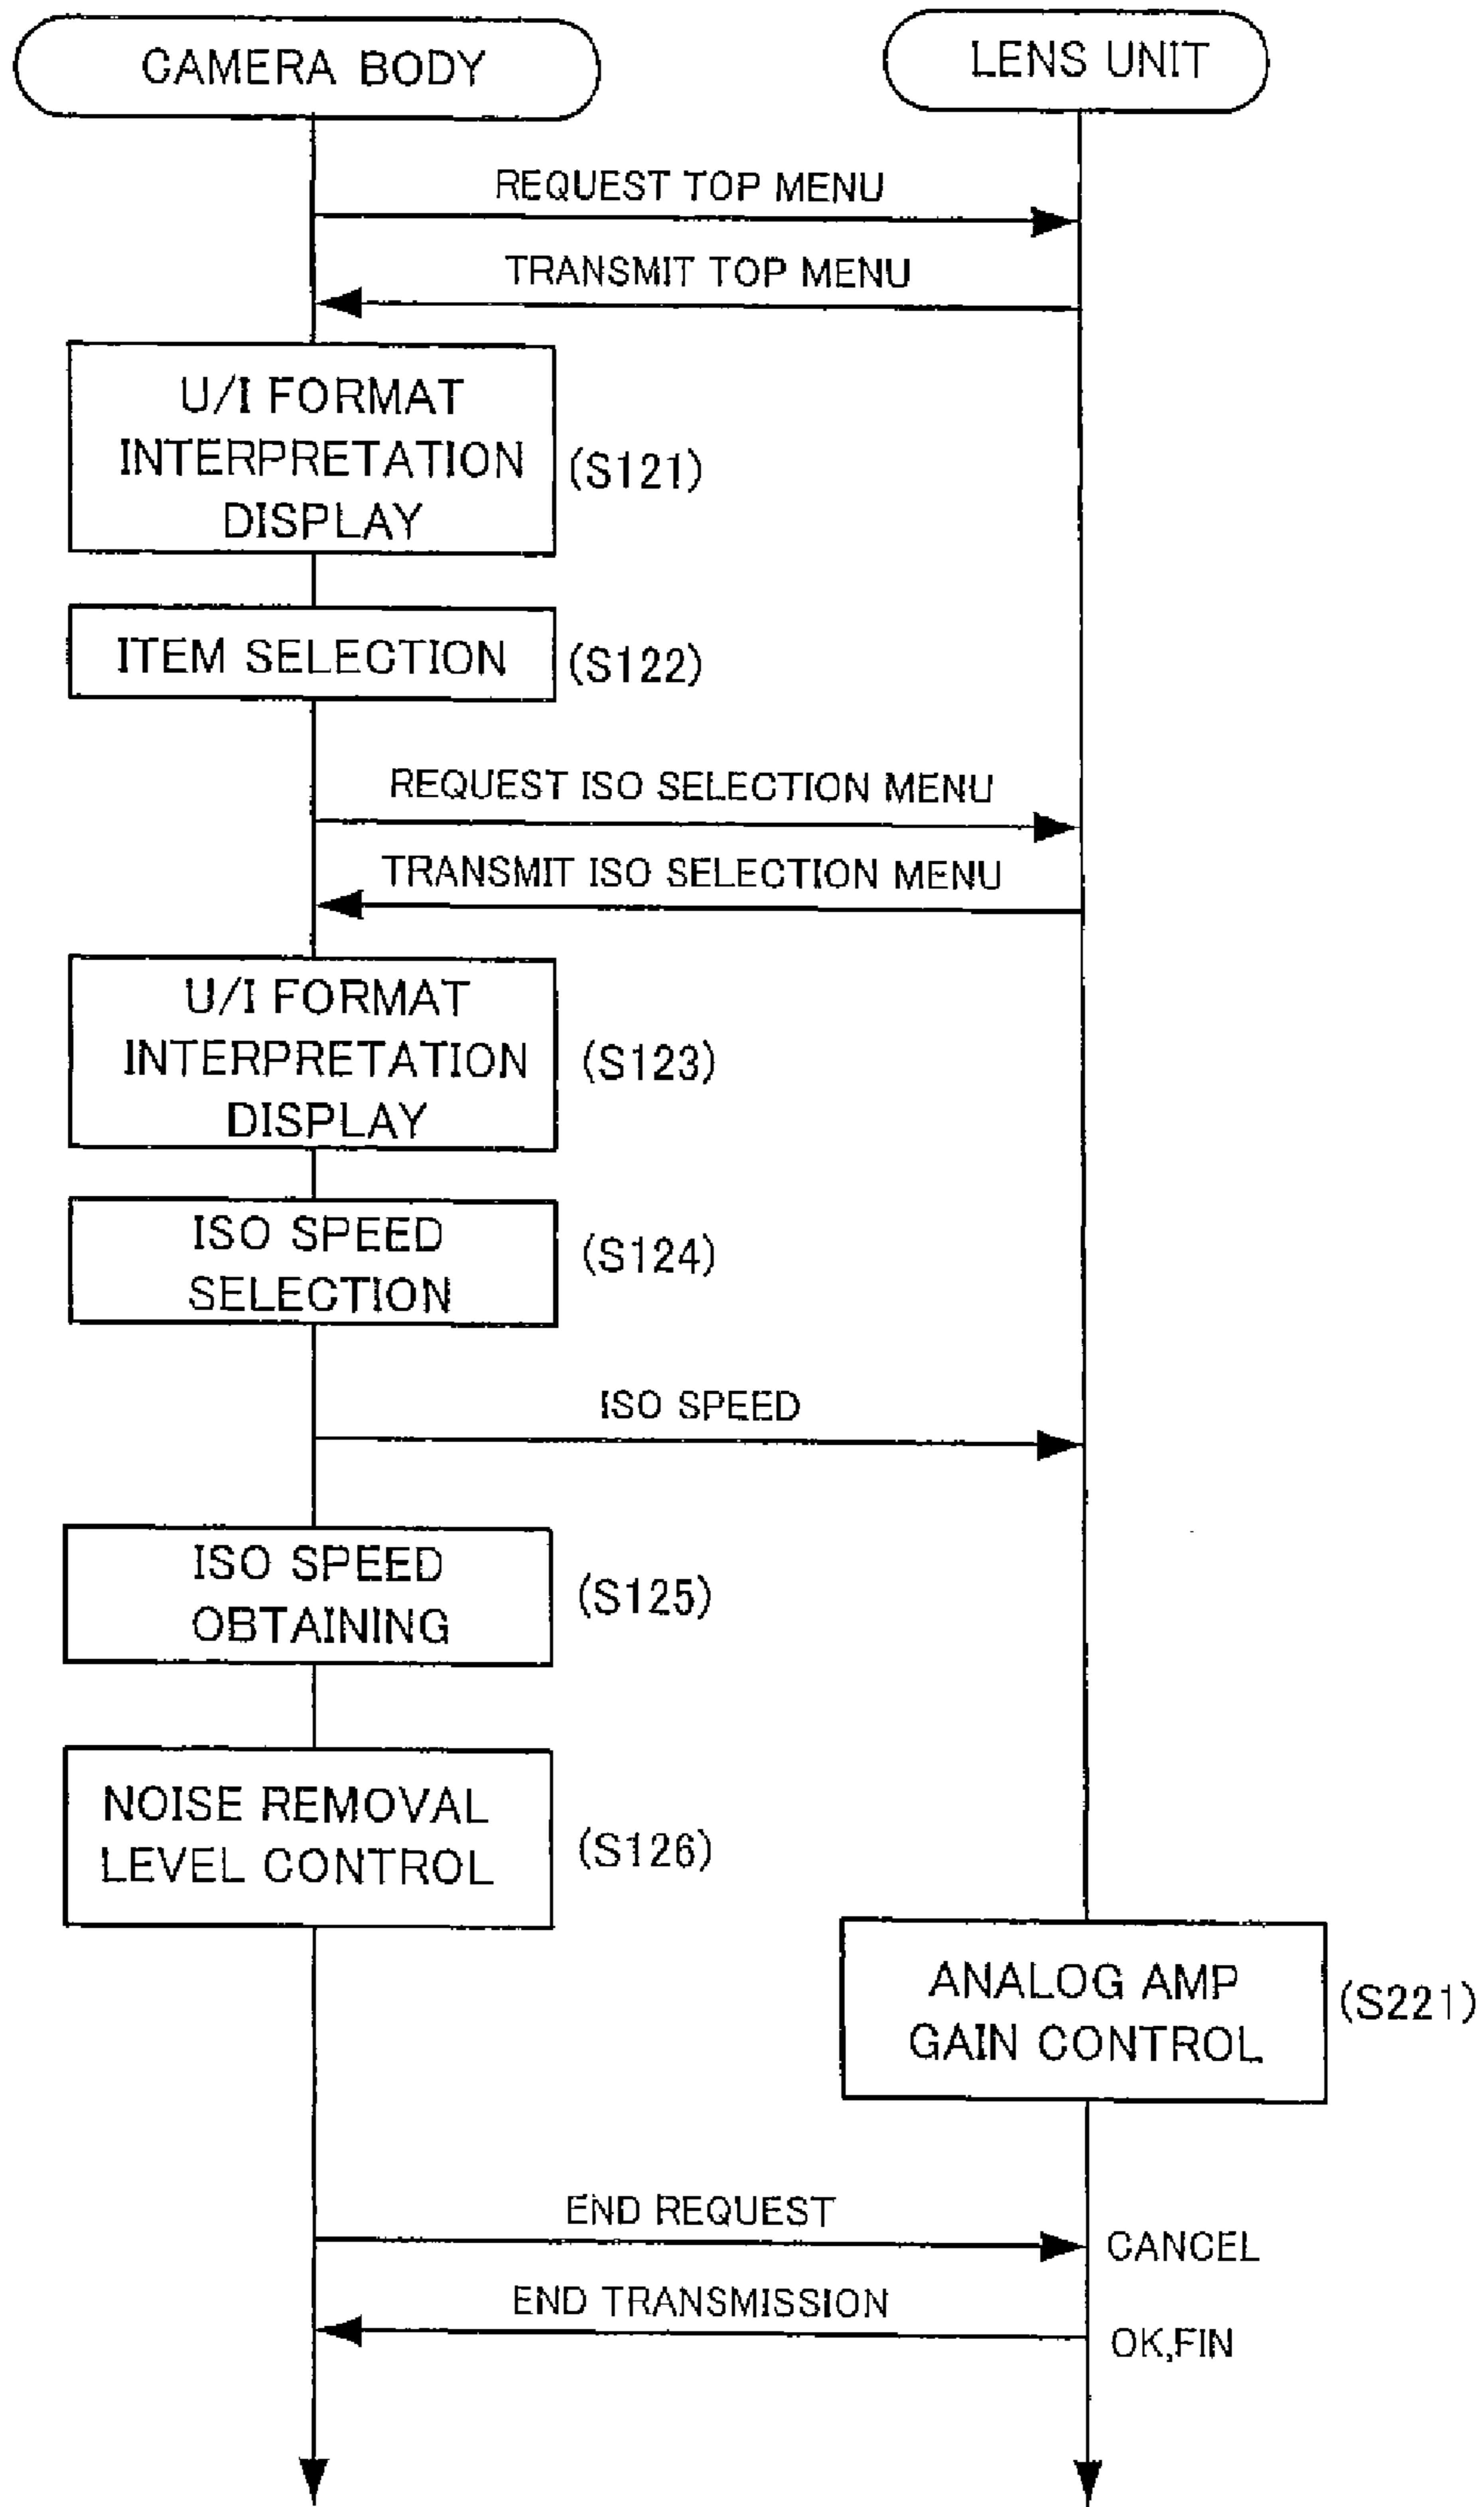 CAMERA BODY
LENS UNIT
REQUEST TOP MENU
TRANSMIT TOP MENU
U/I FORMAT
INTERPRETATION
DISPLAY
(S121)
ITEM SELECTION
(S122)
REQUEST ISO SELECTION MENU
TRANSMIT ISO SELECTION MENU
U/I FORMAT
INTERPRETATION
DISPLAY
(S123)
ISO SPEED
SELECTION
(S124)
ISO SPEED
ISO SPEED
OBTAINING
(S125)
NOISE REMOVAL
LEVEL CONTROL
(S126)
ANALOG AMP
GAIN CONTROL
(S221)
END REQUEST
CANCEL
END TRANSMISSION
OK,FIN